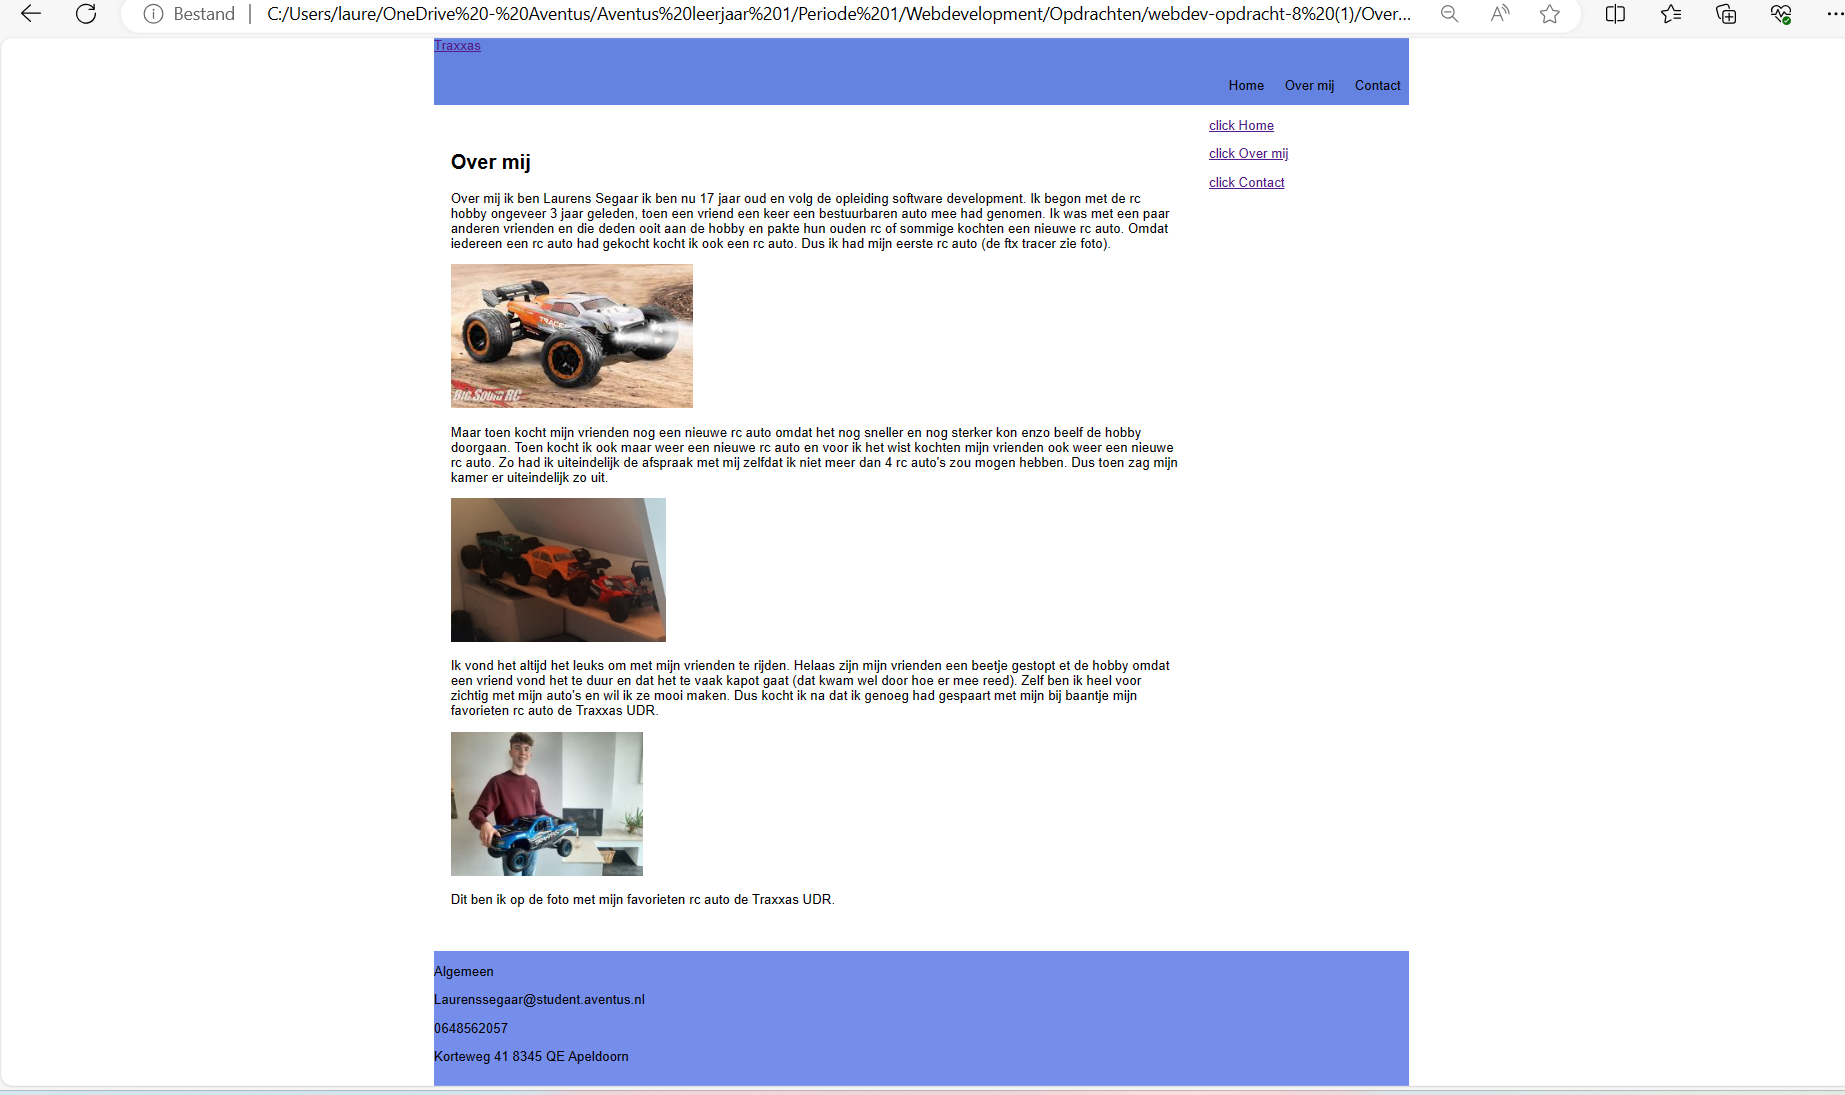 Bestand
C:/Users/laure/OneDrive%20-%20Aventus/Aventus%20leerjaar%201/Periode%201/Webdevelopment/Opdrachten/webdev-opdracht-8%20(1)/Over...
Traxxas
Home Over mij Contact
click Home
click Over mij
click Contact
Over mij
Over mij ik ben Laurens Segaar ik ben nu 17 jaar oud en volg de opleiding software development. Ik begon met de rc
hobby ongeveer 3 jaar geleden, toen een vriend een keer een bestuurbaren auto mee had genomen. Ik was met een paar
anderen vrienden en die deden ooit aan de hobby en pakte hun ouden rc of sommige kochten een nieuwe rc auto. Omdat
iedereen een rc auto had gekocht kocht ik ook een rc auto. Dus ik had mijn eerste rc auto (de ftx tracer zie foto).
TRACER
BIG SQUID RC
Maar toen kocht mijn vrienden nog een nieuwe rc auto omdat het nog sneller en nog sterker kon enzo beelf de hobby
doorgaan. Toen kocht ik ook maar weer een nieuwe rc auto en voor ik het wist kochten mijn vrienden ook weer een nieuwe
rc auto. Zo had ik uiteindelijk de afspraak met mij zelfdat ik niet meer dan 4 rc auto's zou mogen hebben. Dus toen zag mijn
kamer er uiteindelijk zo uit.
Ik vond het altijd het leuks om met mijn vrienden te rijden. Helaas zijn mijn vrienden een beetje gestopt et de hobby omdat
een vriend vond het te duur en dat het te vaak kapot gaat (dat kwam wel door hoe er mee reed). Zelf ben ik heel voor
zichtig met mijn auto's en wil ik ze mooi maken. Dus kocht ik na dat ik genoeg had gespaart met mijn bij baantje mijn
favorieten rc auto de Traxxas UDR.
Dit ben ik op de foto met mijn favorieten rc auto de Traxxas UDR.
Algemeen
Laurenssegaar@student.aventus.nl
0648562057
Korteweg 41 8345 QE Apeldoorn